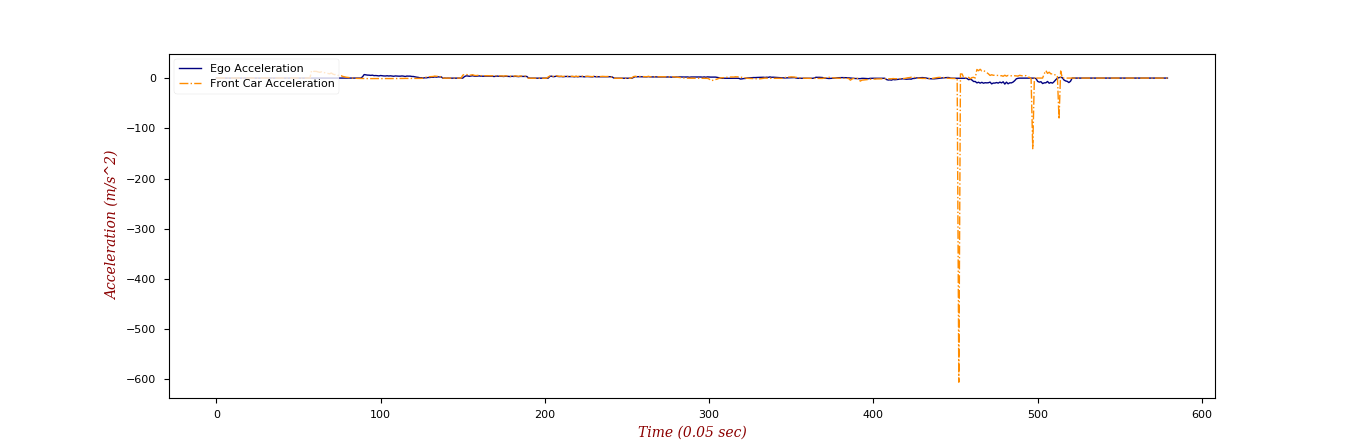 Ego Acceleration
Front Car Acceleration
0
−100
−200
−300
−400
−500
−600
Acceleration (m/s^2)
0 100 200 300 400 500 600
Time (0.05 sec)